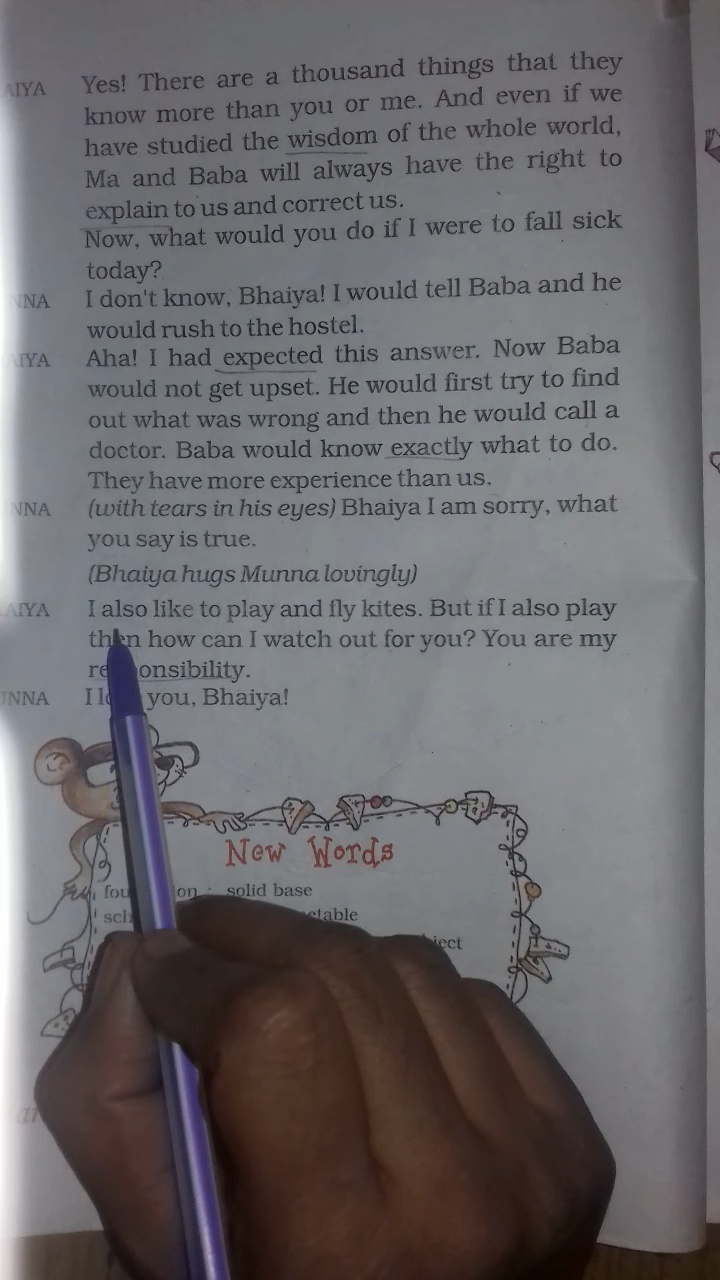 AIYA Yes! There are a thousand things that they
know more than you or me. And even if we
have studied the wisdom of the whole world,
Ma and Baba will always have the right to
explain to us and correct us.
Now, what would you do if I were to fall sick
today?
NNA I don't know, Bhaiya! I would tell Baba and he
would rush to the hostel.
AIYA Aha! I had expected this answer. Now Baba
would not get upset. He would first try to find
out what was wrong and then he would call a
doctor. Baba would know exactly what to do.
They have more experience than us.
NNA (with tears in his eyes) Bhaiya I am sorry, what
you say is true.
(Bhaiya hugs Munna lovingly)
AIYA I also like to play and fly kites. But if I also play
then how can I watch out for you? You are my
responsibility.
UNNA I you, Bhaiya!
New Words
solid base